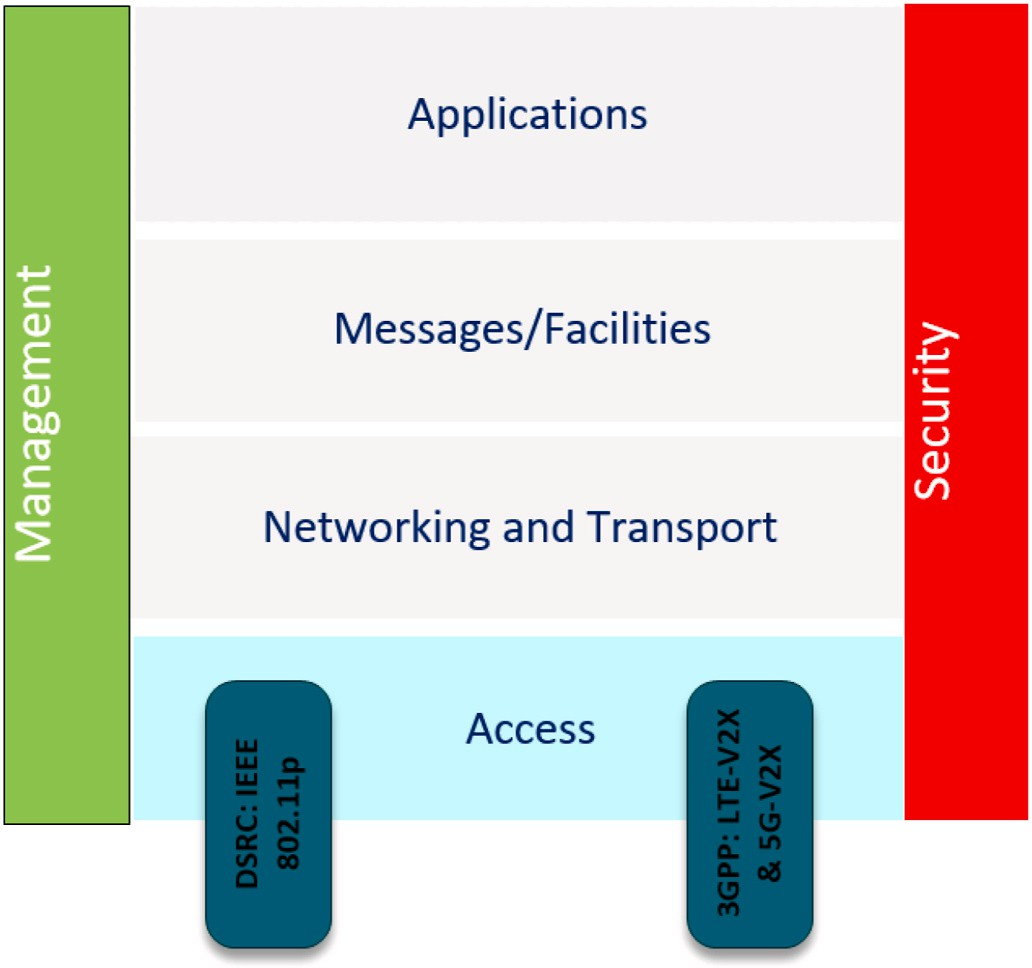 Applications
Messages/Facilities
Networking and Transport
Access
Management
Security
DSRC: IEEE
802.11p
3GPP: LTE-V2X
& 5G-V2X